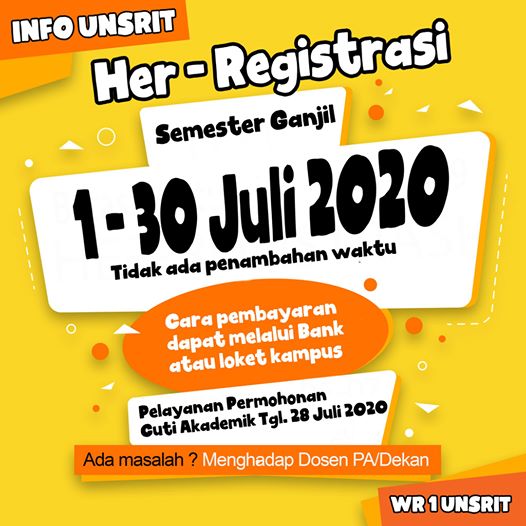 INFO UNSRIT
Her - Registrasi
Semester Ganjil
1 - 30 Juli 2020
Tidak ada penambahan waktu
Cara pembayaran
dapat melalui Bank
atau loket kampus
Pelayanan Permohonan
Cuti Akademik Tgl. 28 Juli 2020
Ada masalah ? Menghadap Dosen PA/Dekan
WR 1 UNSRIT